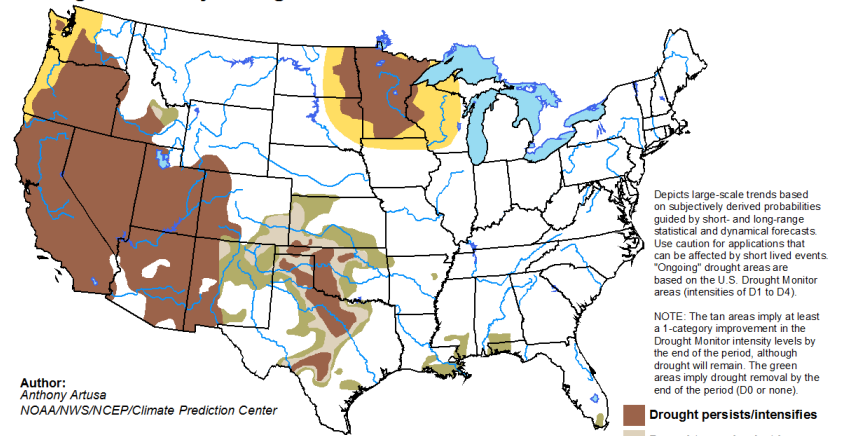 Depicts large-scale trends based
on subjectively derived probabilities
guided by short- and long-range
statistical and dynamical forecasts.
Use caution for applications that
can be affected by short lived events.
"Ongoing" drought areas are
based on the U.S. Drought Monitor
areas (intensities of D1 to D4).
NOTE: The tan areas imply at least
a 1-category improvement in the
Drought Monitor intensity levels by
the end of the period, although
drought will remain. The green
areas imply drought removal by the
end of the period (D0 or none).
Author:
Anthony Artusa
NOAA/NWS/NCEP/Climate Prediction Center
Drought persists/intensifies